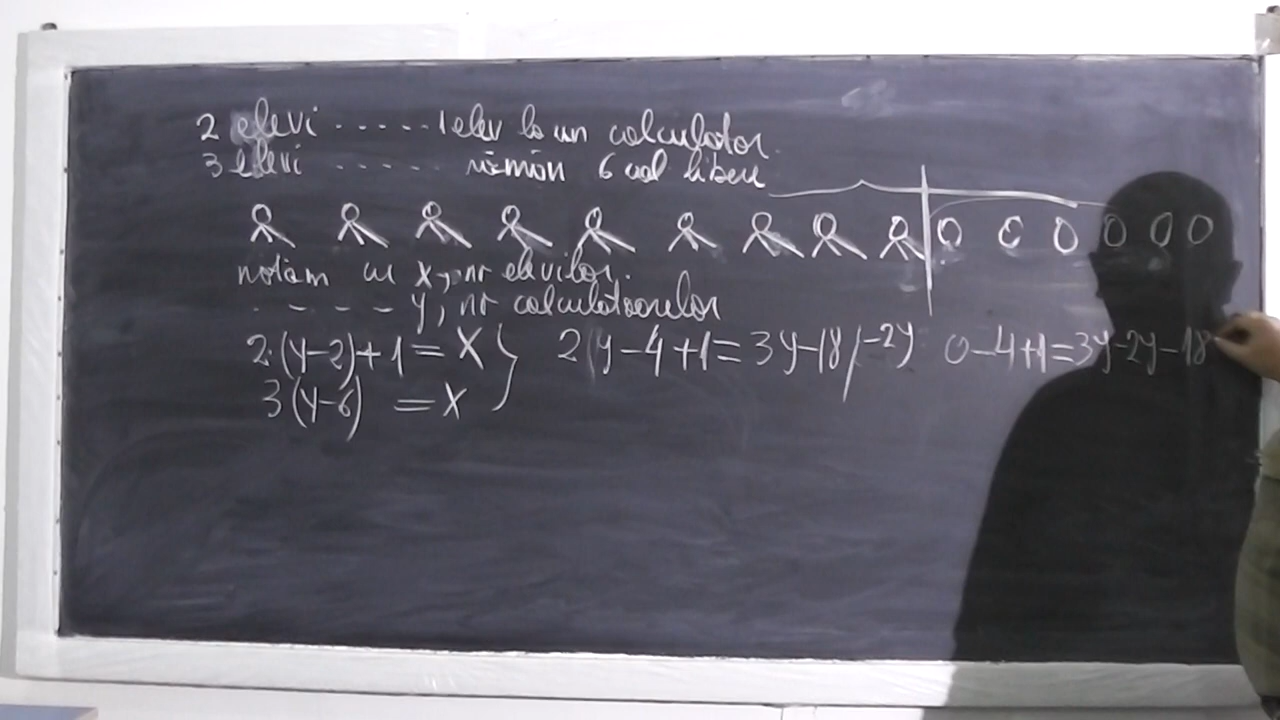 2 elevi ..... 1 elev la un calculator.
3 elevi ..... rămân 6 cal libere
notăm cu x, nr elevilor.
. - - - y, nr calculatoarelor
2·(y-2)+1=x } 2y-4+1=3y-18/-2y 0-4+1=3y-2y-18
3(y-6) =x